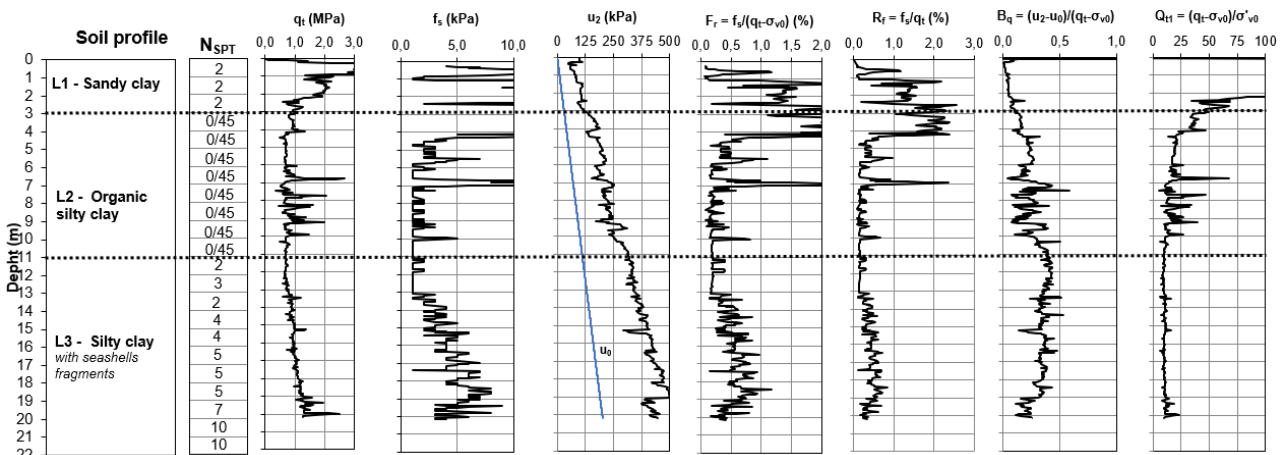 Soil profile
N_SPT
q_t (MPa)
0,0 1,0 2,0 3,0
f_s (kPa)
0,0 5,0 10,0
u_2 (kPa)
0 125 250 375 500
F_r = f_s/(q_t-σ_v0) (%)
0,0 0,5 1,0 1,5 2,0
R_f = f_s/q_t (%)
0,0 1,0 2,0 3,0
B_q = (u_2-u_0)/(q_t-σ_v0)
0,0 0,5 1,0
Q_t1 = (q_t-σ_v0)/σ'_v0
0 25 50 75 100
Depht (m)
0
1
2
3
4
5
6
7
8
9
10
11
12
13
14
15
16
17
18
19
20
21
22
L1 - Sandy clay
L2 - Organic
silty clay
L3 - Silty clay
with seashells
fragments
2
2
2
0/45
0/45
0/45
0/45
0/45
0/45
0/45
0/45
2
3
2
4
4
5
5
5
7
10
10
u_0